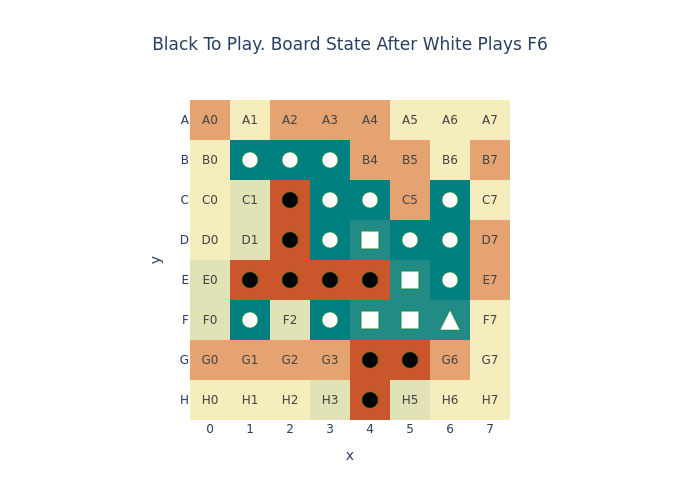 Black To Play. Board State After White Plays F6
A A0 A1 A2 A3 A4 A5 A6 A7
B B0 B4 B5 B6 B7
C C0 C1 C5 C7
D D0 D1 D7
E E0 E7
F F0 F2 F7
G G0 G1 G2 G3 G6 G7
H H0 H1 H2 H3 H5 H6 H7
0 1 2 3 4 5 6 7
x
y